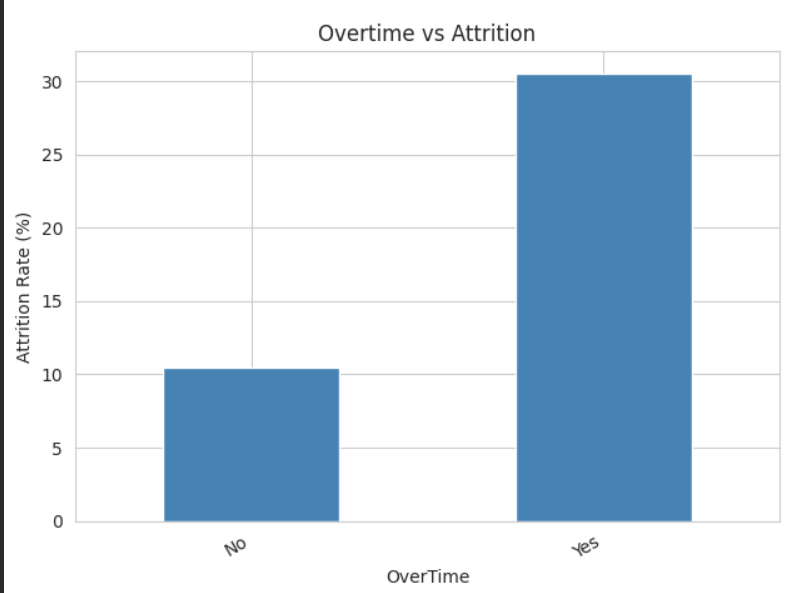 Overtime vs Attrition
Attrition Rate (%)
30
25
20
15
10
5
0
No
Yes
OverTime